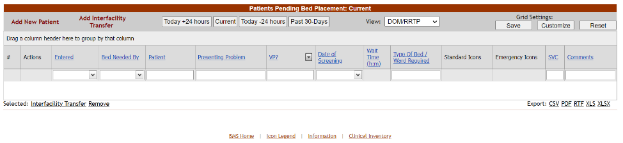 Patients Pending Bed Placement: Current
Add New Patient
Add Interfacility Transfer
Today +24 hours Current Today -24 hours Past 30-Days
View: DOM/RRTP
Grid Settings:
Save Customize Reset
Drag a column header here to group by that column
# Actions Entered Bed Needed By Patient Presenting Problem VP? Date of Screening Wait Time (hrs) Type Of Bed / Ward Required Standard Icons Emergency Icons SVC Comments
Selected: Interfacility Transfer Remove
Export: CSV PDF RTF XLS XLSX
BMS Home | Icon Legend | Information | Clinical Inventory